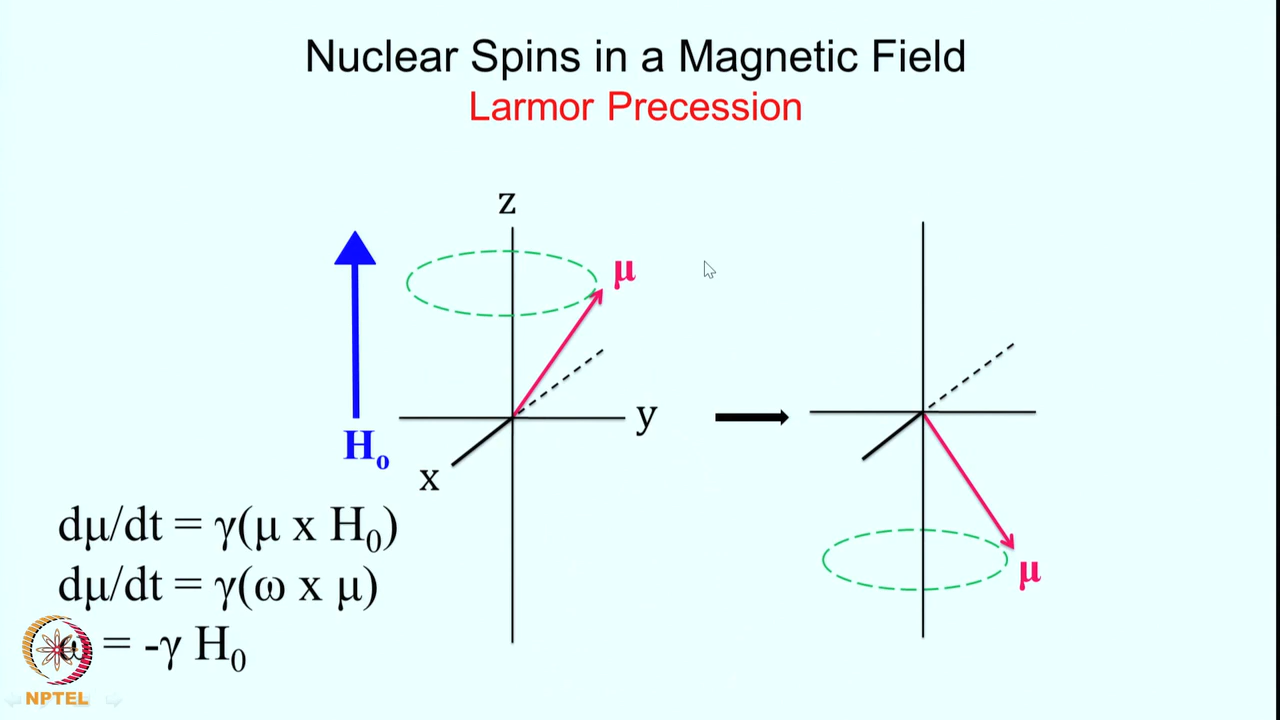 Nuclear Spins in a Magnetic Field
Larmor Precession
z
μ
H₀
y
x
μ
dμ/dt = γ(μ x H₀)
dμ/dt = γ(ω x μ)
ω = -γ H₀
NPTEL